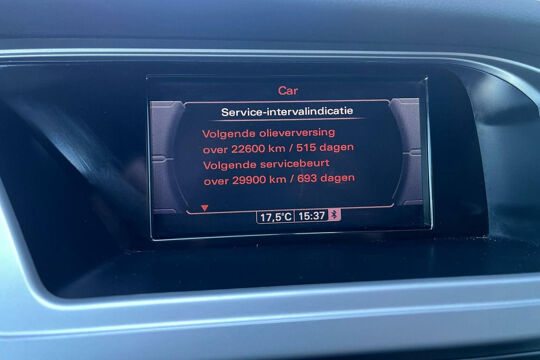 Car
Service-intervalindicatie
Volgende olieverversing
over 22600 km / 515 dagen
Volgende servicebeurt
over 29900 km / 693 dagen
17,5°C 15:37